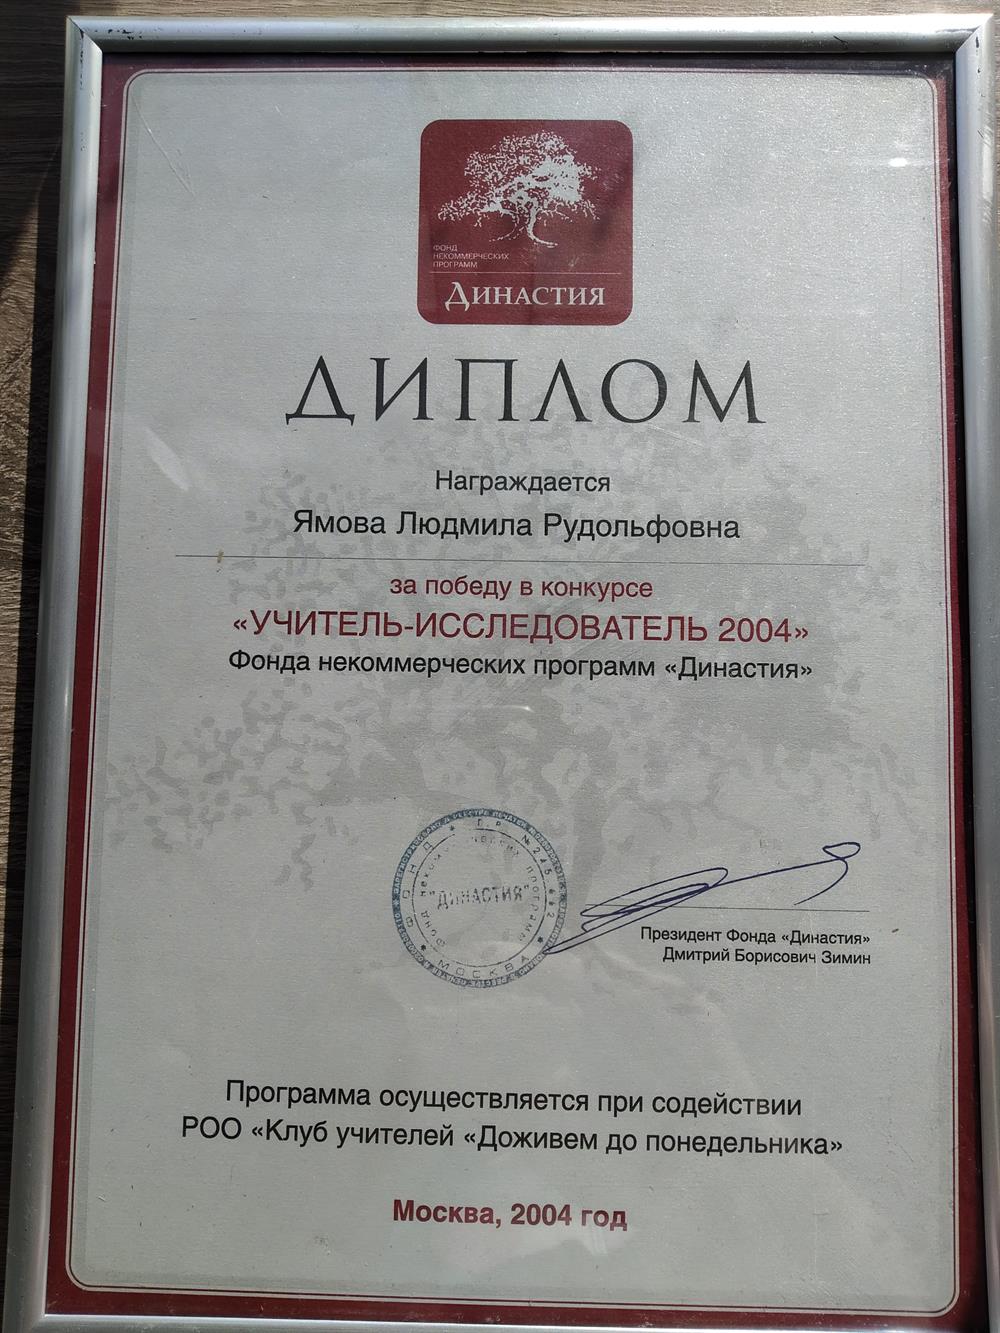 ФОНД
НЕКОММЕРЧЕСКИХ
ПРОГРАММ
ДИНАСТИЯ
ДИПЛОМ
Награждается
Ямова Людмила Рудольфовна
за победу в конкурсе
«УЧИТЕЛЬ-ИССЛЕДОВАТЕЛЬ 2004»
Фонда некоммерческих программ «Династия»
ФОНД
"ДИНАСТИЯ"
МОСКВА
Президент Фонда «Династия»
Дмитрий Борисович Зимин
Программа осуществляется при содействии
РОО «Клуб учителей «Доживем до понедельника»
Москва, 2004 год